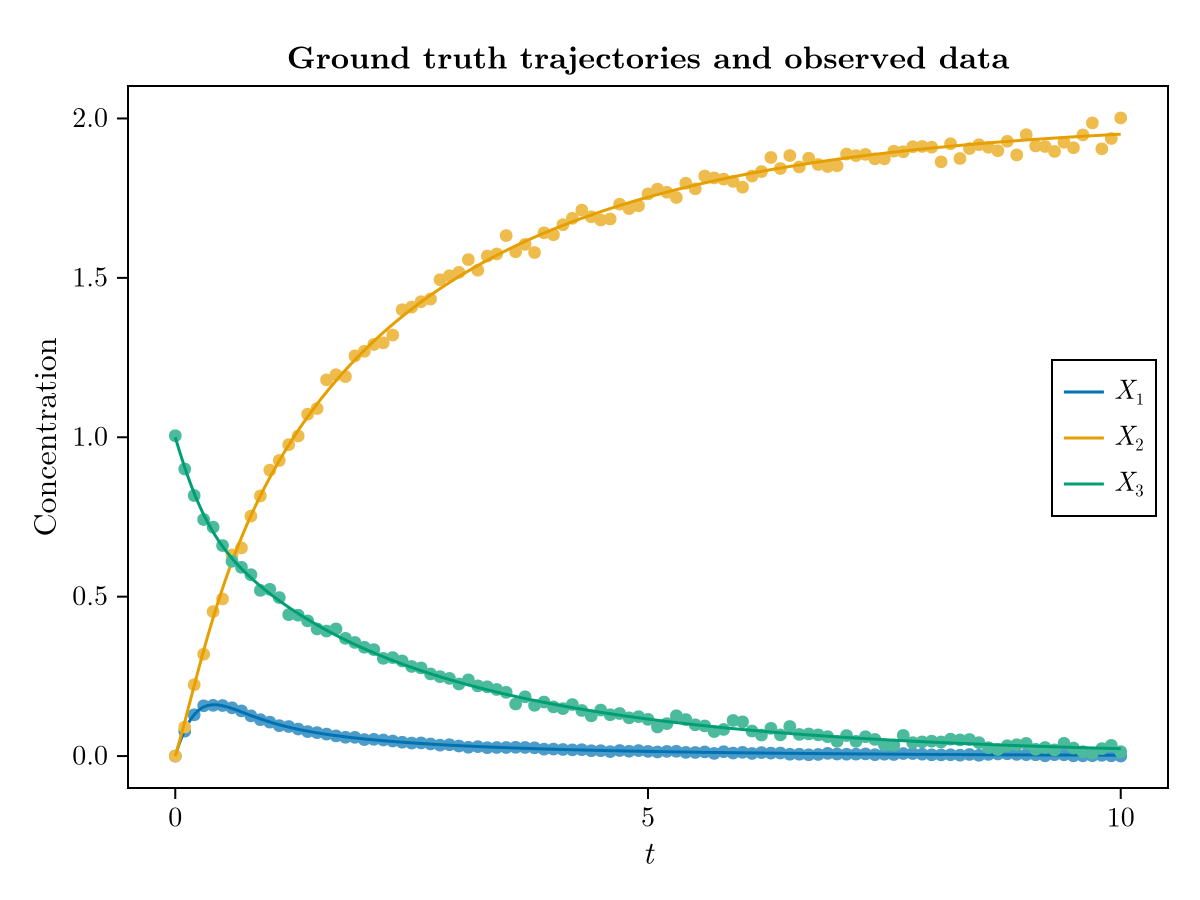 Ground truth trajectories and observed data
2.0
1.5
1.0
0.5
0.0
Concentration
X₁
X₂
X₃
0 5 10
t